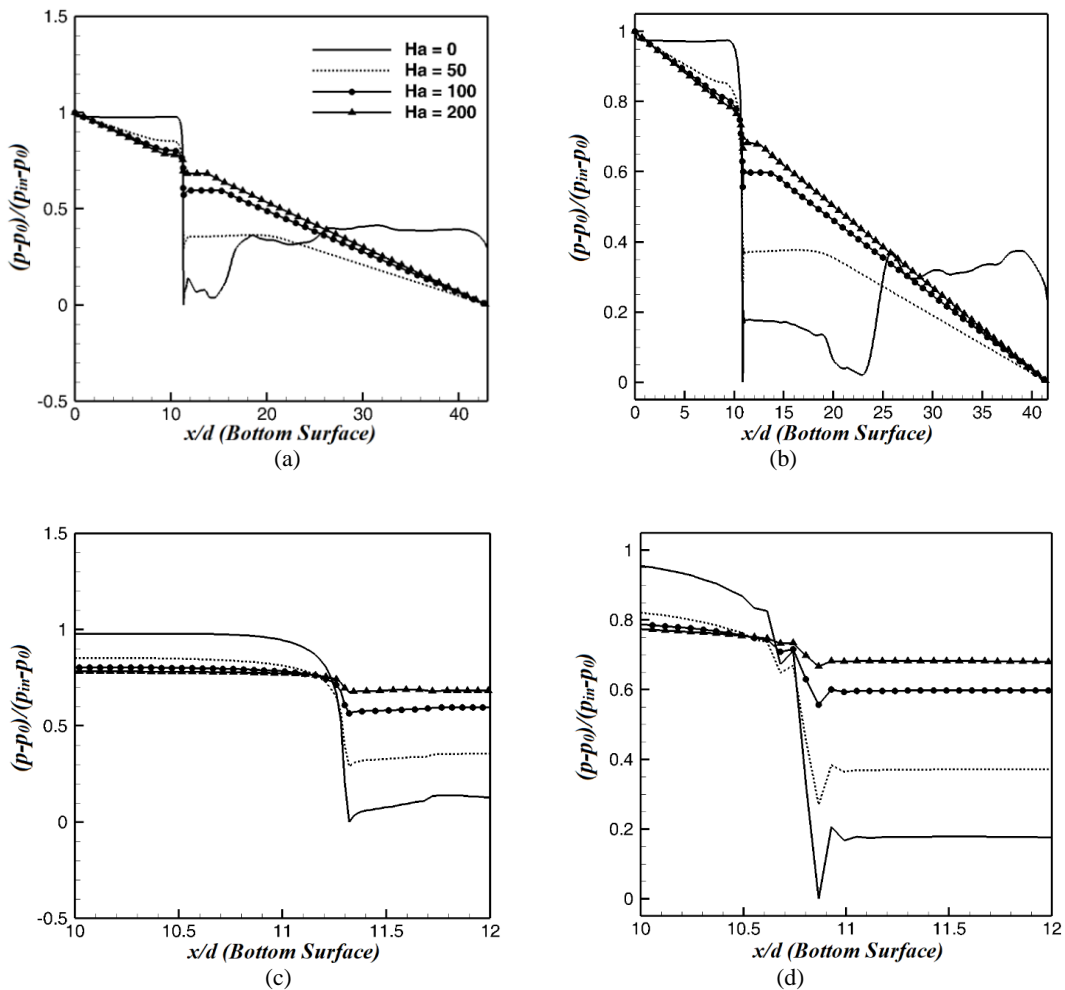 1.5
1
0.5
0
-0.5
(p-p₀)/(pᵢₙ-p₀)
Ha = 0
Ha = 50
Ha = 100
Ha = 200
0 10 20 30 40
x/d (Bottom Surface)
(a)
1
0.8
0.6
0.4
0.2
0
(p-p₀)/(pᵢₙ-p₀)
0 5 10 15 20 25 30 35 40
x/d (Bottom Surface)
(b)
1.5
1
0.5
0
-0.5
(p-p₀)/(pᵢₙ-p₀)
10 10.5 11 11.5 12
x/d (Bottom Surface)
(c)
1
0.8
0.6
0.4
0.2
0
(p-p₀)/(pᵢₙ-p₀)
10 10.5 11 11.5 12
x/d (Bottom Surface)
(d)